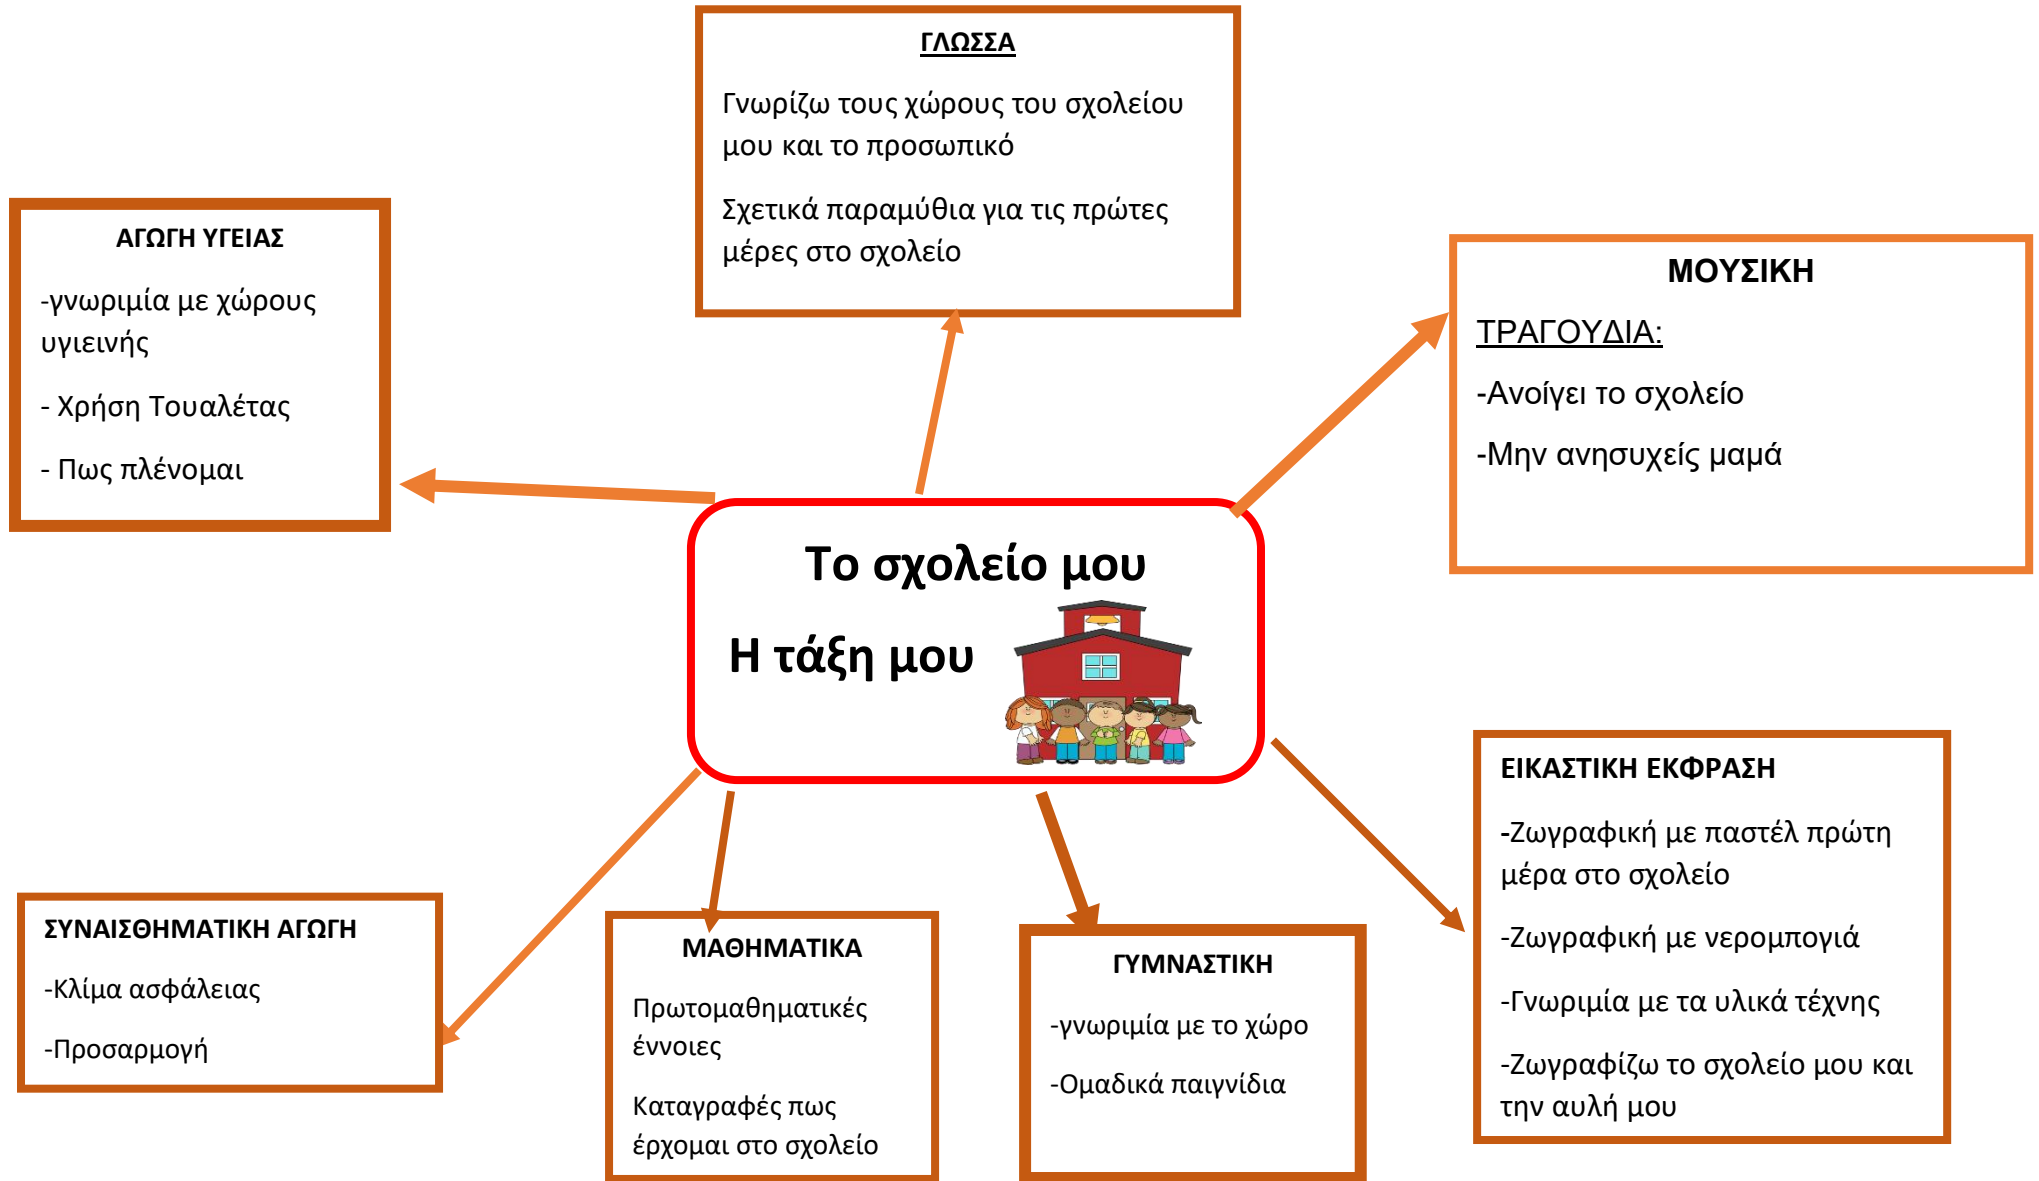 ΓΛΩΣΣΑ
Γνωρίζω τους χώρους του σχολείου
μου και το προσωπικό
Σχετικά παραμύθια για τις πρώτες
μέρες στο σχολείο
ΑΓΩΓΗ ΥΓΕΙΑΣ
-γνωριμία με χώρους
υγιεινής
- Χρήση Τουαλέτας
- Πως πλένομαι
ΜΟΥΣΙΚΗ
ΤΡΑΓΟΥΔΙΑ:
-Ανοίγει το σχολείο
-Μην ανησυχείς μαμά
Το σχολείο μου
Η τάξη μου
ΕΙΚΑΣΤΙΚΗ ΕΚΦΡΑΣΗ
-Ζωγραφική με παστέλ πρώτη
μέρα στο σχολείο
-Ζωγραφική με νερομπογιά
-Γνωριμία με τα υλικά τέχνης
-Ζωγραφίζω το σχολείο μου και
την αυλή μου
ΣΥΝΑΙΣΘΗΜΑΤΙΚΗ ΑΓΩΓΗ
-Κλίμα ασφάλειας
-Προσαρμογή
ΜΑΘΗΜΑΤΙΚΑ
Πρωτομαθηματικές
έννοιες
Καταγραφές πως
έρχομαι στο σχολείο
ΓΥΜΝΑΣΤΙΚΗ
-γνωριμία με το χώρο
-Ομαδικά παιγνίδια